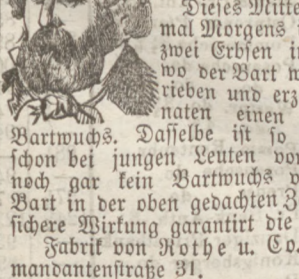 Dieſes Mitte
mal Morgens
zwei Erbſen in
wo der Bart
rieben und erz
naten einen
Bartwuchs. Daſſelbe iſt ſo
ſchon bei jungen Leuten vor
noch gar kein Bartwuchs
Bart in der oben gedachten Z
ſichere Wirkung garantirt die
Fabrik von Rothe u. Co.
mandantenſtraße 31.